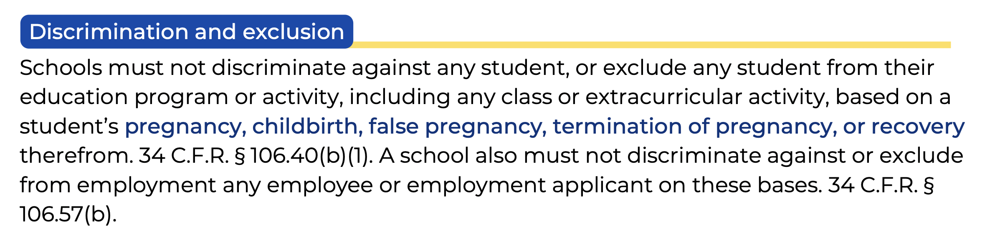 Discrimination and exclusion
Schools must not discriminate against any student, or exclude any student from their
education program or activity, including any class or extracurricular activity, based on a
student’s pregnancy, childbirth, false pregnancy, termination of pregnancy, or recovery
therefrom. 34 C.F.R. § 106.40(b)(1). A school also must not discriminate against or exclude
from employment any employee or employment applicant on these bases. 34 C.F.R. §
106.57(b).